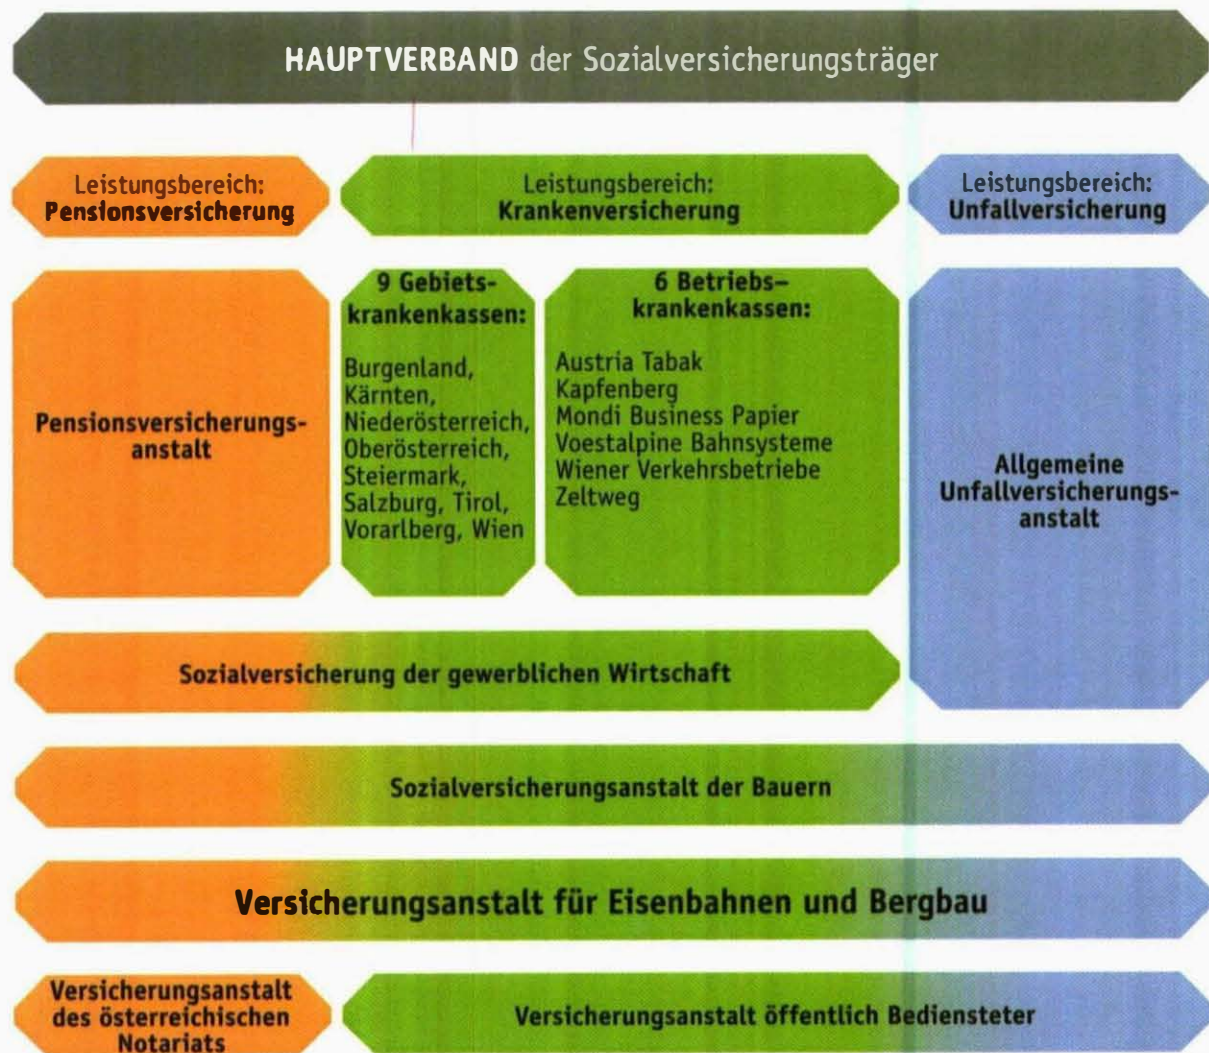 HAUPTVERBAND der Sozialversicherungsträger
Leistungsbereich:
Pensionsversicherung
Leistungsbereich:
Krankenversicherung
Leistungsbereich:
Unfallversicherung
Pensionsversicherungs-
anstalt
9 Gebiets-
krankenkassen:
Burgenland,
Kärnten,
Niederösterreich,
Oberösterreich,
Steiermark,
Salzburg, Tirol,
Vorarlberg, Wien
6 Betriebs–
krankenkassen:
Austria Tabak
Kapfenberg
Mondi Business Papier
Voestalpine Bahnsysteme
Wiener Verkehrsbetriebe
Zeltweg
Allgemeine
Unfallversicherungs-
anstalt
Sozialversicherung der gewerblichen Wirtschaft
Sozialversicherungsanstalt der Bauern
Versicherungsanstalt für Eisenbahnen und Bergbau
Versicherungsanstalt
des österreichischen
Notariats
Versicherungsanstalt öffentlich Bediensteter